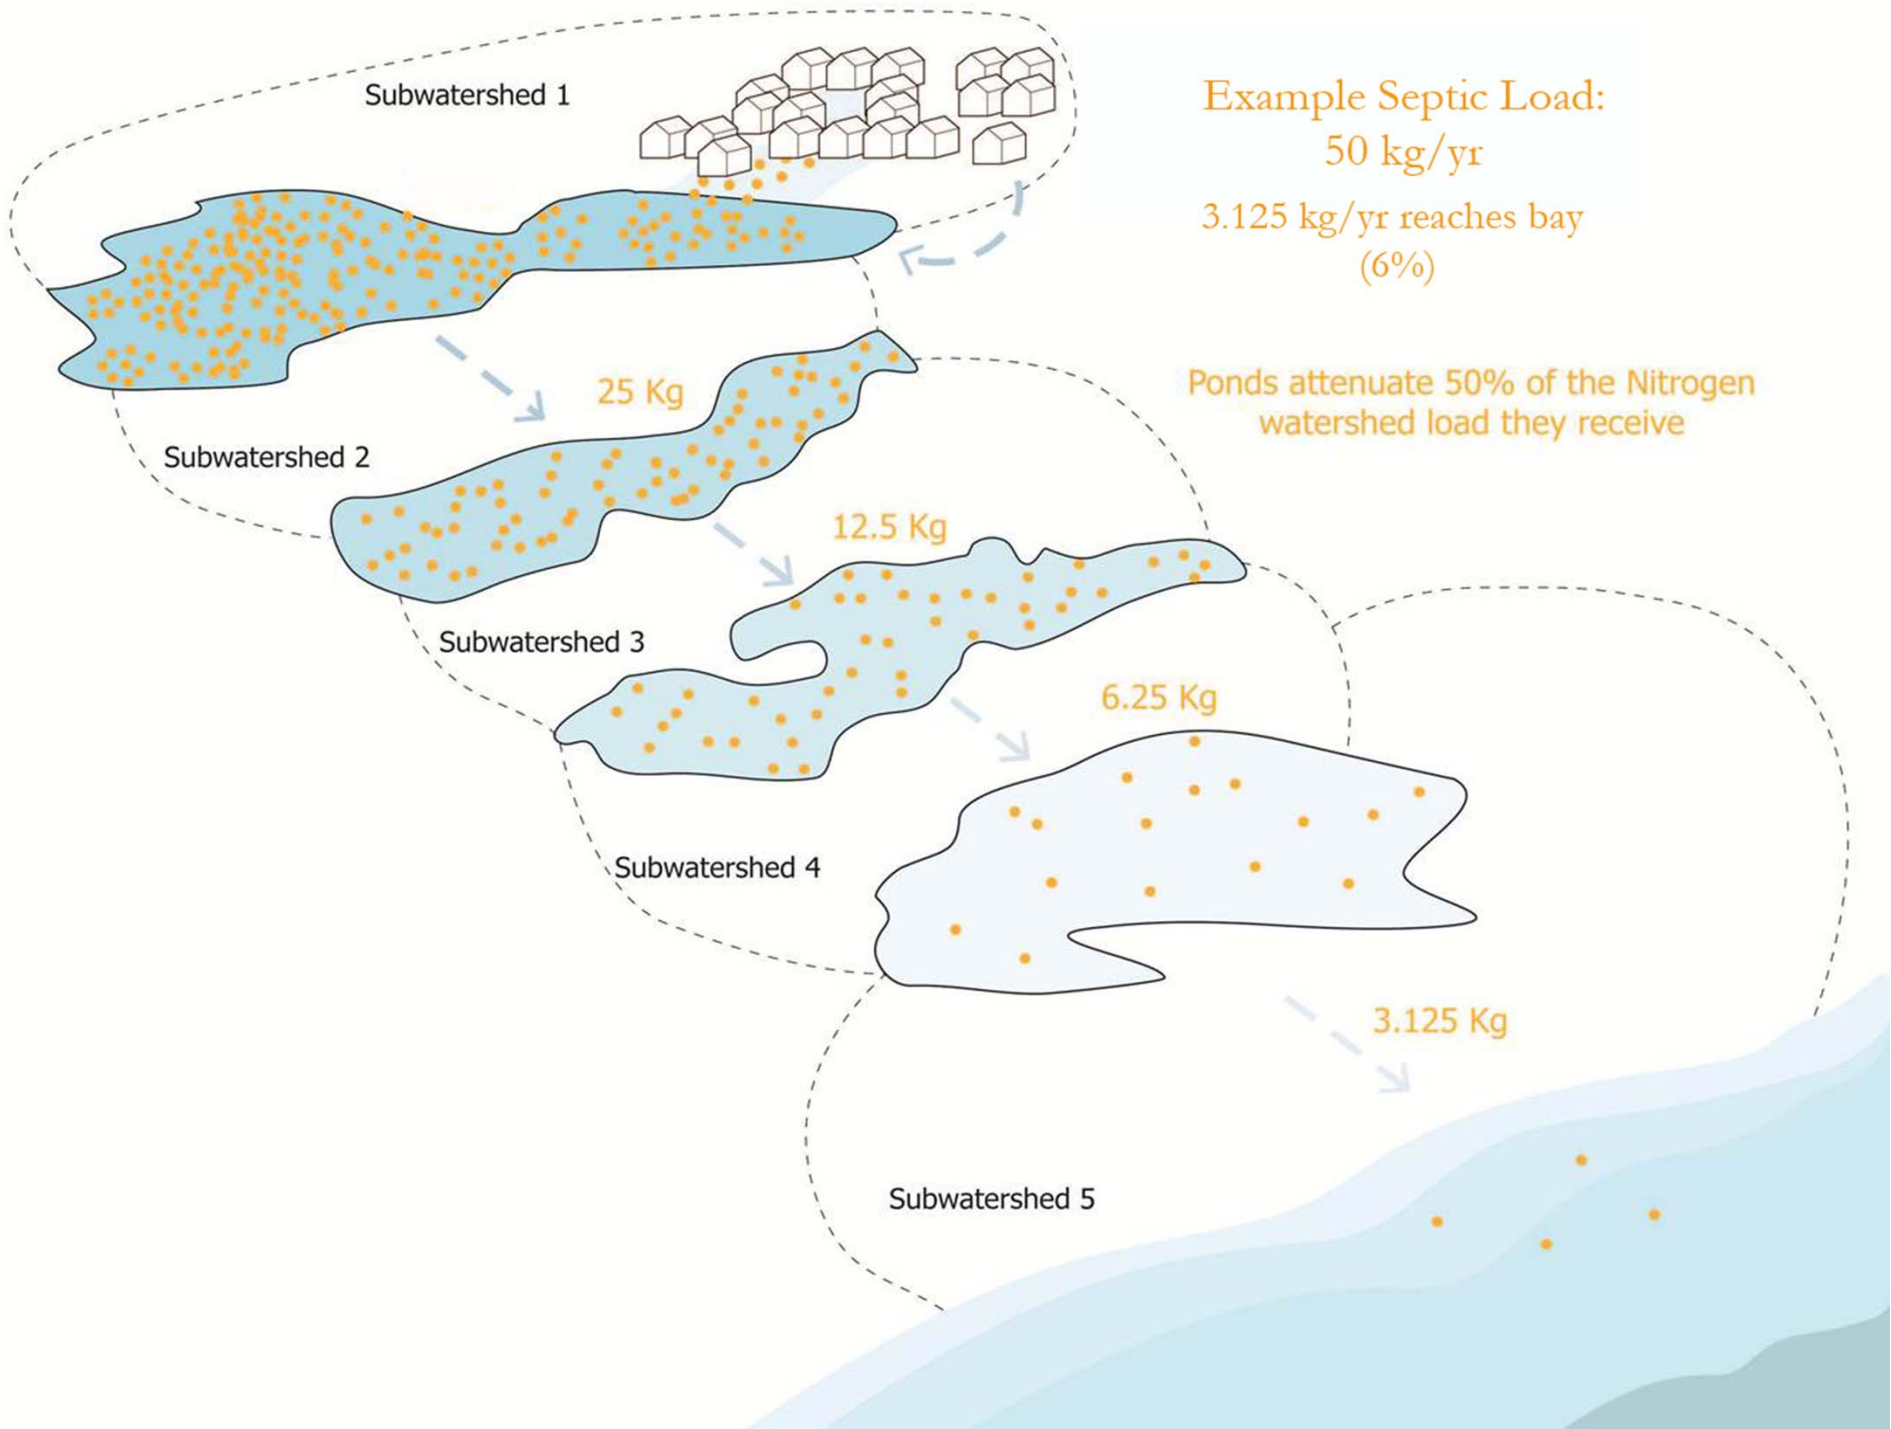 Subwatershed 1
Example Septic Load:
50 kg/yr
3.125 kg/yr reaches bay
(6%)
25 Kg
Ponds attenuate 50% of the Nitrogen
watershed load they receive
Subwatershed 2
12.5 Kg
Subwatershed 3
6.25 Kg
Subwatershed 4
3.125 Kg
Subwatershed 5